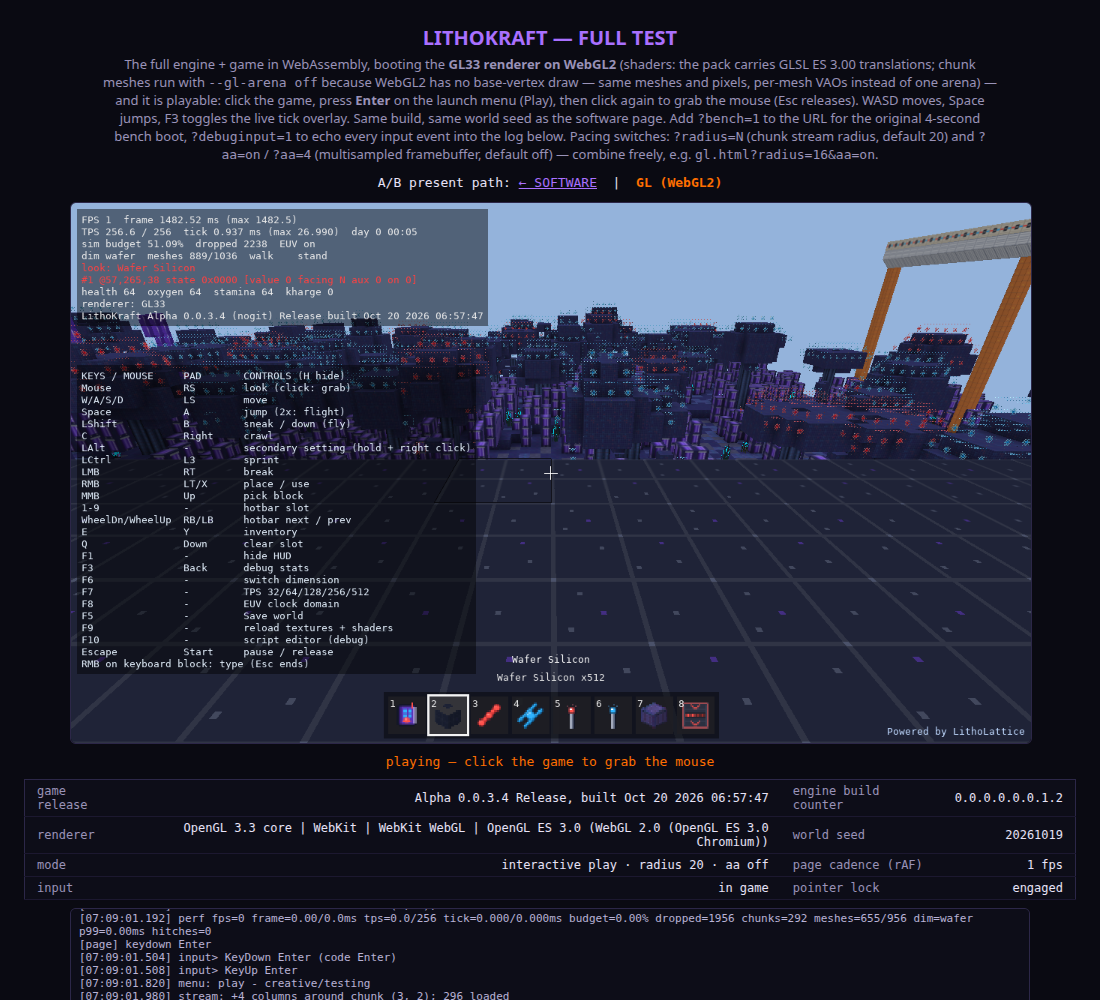 LITHOKRAFT — FULL TEST
The full engine + game in WebAssembly, booting the GL33 renderer on WebGL2 (shaders: the pack carries GLSL ES 3.00 translations; chunk
meshes run with --gl-arena off because WebGL2 has no base-vertex draw — same meshes and pixels, per-mesh VAOs instead of one arena) —
and it is playable: click the game, press Enter on the launch menu (Play), then click again to grab the mouse (Esc releases). WASD moves, Space
jumps, F3 toggles the live tick overlay. Same build, same world seed as the software page. Add ?bench=1 to the URL for the original 4-second
bench boot, ?debuginput=1 to echo every input event into the log below. Pacing switches: ?radius=N (chunk stream radius, default 20) and ?
aa=on / ?aa=4 (multisampled framebuffer, default off) — combine freely, e.g. gl.html?radius=16&aa=on.
A/B present path: ← SOFTWARE | GL (WebGL2)
FPS 1 frame 1482.52 ms (max 1482.5)
TPS 256.6 / 256 tick 0.937 ms (max 26.990) day 0 00:05
sim budget 51.09% dropped 2238 EUV on
dim wafer meshes 889/1036 walk stand
look: Wafer Silicon
#1 @57,265,38 state 0x0000 [value 0 facing N aux 0 on 0]
health 64 oxygen 64 stamina 64 kharge 0
renderer: GL33
LithoKraft Alpha 0.0.3.4 (nogit) Release built Oct 20 2026 06:57:47
KEYS / MOUSE PAD CONTROLS (H hide)
Mouse RS look (click: grab)
W/A/S/D LS move
Space A jump (2x: flight)
LShift B sneak / down (fly)
C Right crawl
LAlt - secondary setting (hold + right click)
LCtrl L3 sprint
LMB RT break
RMB LT/X place / use
MMB Up pick block
1-9 - hotbar slot
WheelDn/WheelUp RB/LB hotbar next / prev
E Y inventory
Q Down clear slot
F1 - hide HUD
F3 Back debug stats
F6 - switch dimension
F7 - TPS 32/64/128/256/512
F8 - EUV clock domain
F5 - Save world
F9 - reload textures + shaders
F10 - script editor (debug)
Escape Start pause / release
RMB on keyboard block: type (Esc ends)
Wafer Silicon
Wafer Silicon x512
1 2 3 4 5 6 7 8
Powered by LithoLattice
playing — click the game to grab the mouse
game release Alpha 0.0.3.4 Release, built Oct 20 2026 06:57:47 engine build counter 0.0.0.0.0.0.1.2
renderer OpenGL 3.3 core | WebKit | WebKit WebGL | OpenGL ES 3.0 (WebGL 2.0 (OpenGL ES 3.0 Chromium)) world seed 20261019
mode interactive play · radius 20 · aa off page cadence (rAF) 1 fps
input in game pointer lock engaged
[07:09:01.192] perf fps=0 frame=0.00/0.0ms tps=0.0/256 tick=0.000/0.000ms budget=0.00% dropped=1956 chunks=292 meshes=655/956 dim=wafer
p99=0.00ms hitches=0
[page] keydown Enter
[07:09:01.504] input> KeyDown Enter (code Enter)
[07:09:01.508] input> KeyUp Enter
[07:09:01.820] menu: play - creative/testing
[07:09:01.980] stream: +4 columns around chunk (3, 2); 296 loaded